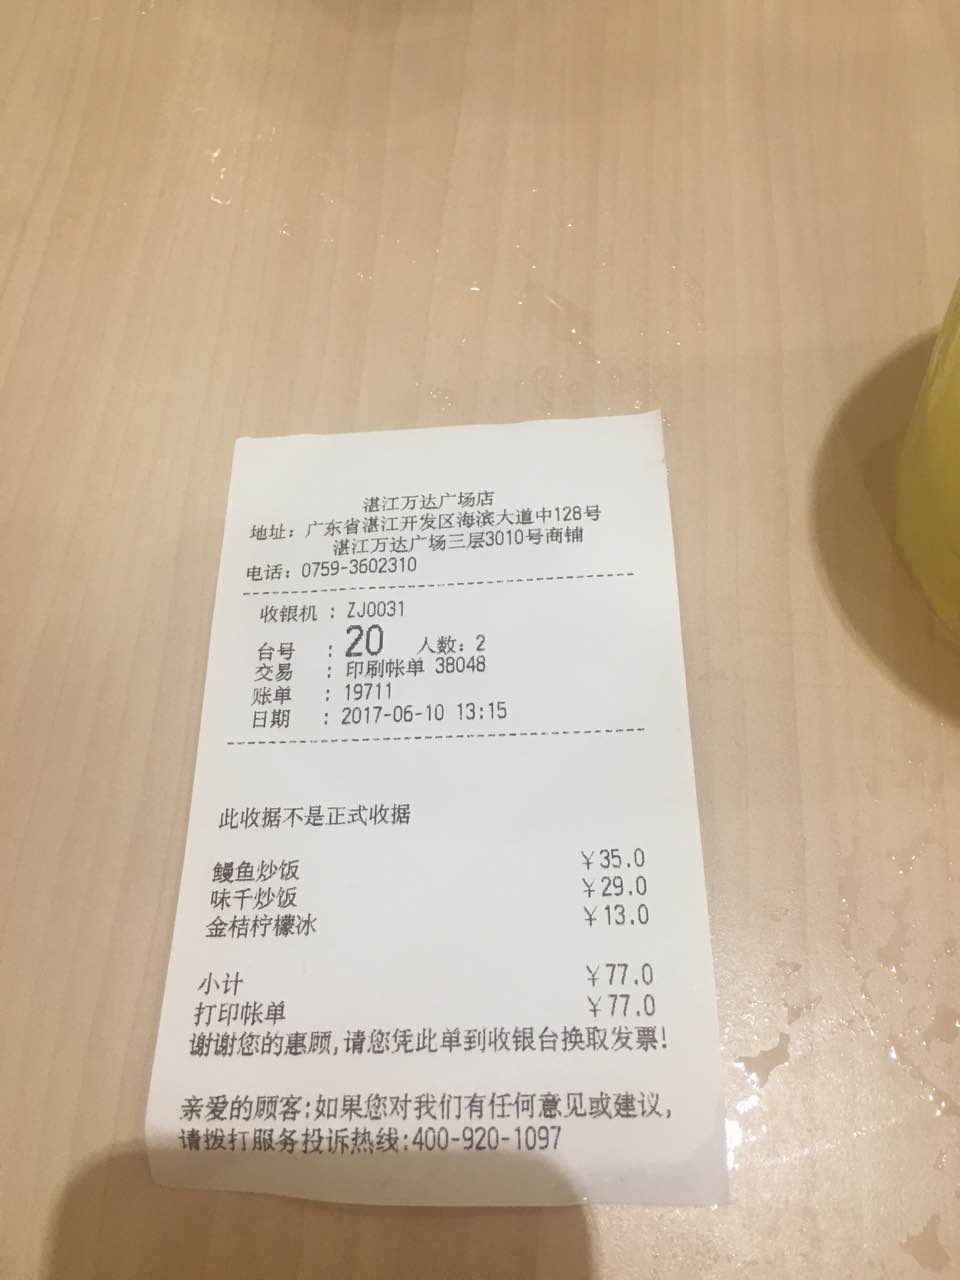 湛江万达广场店
地址：广东省湛江开发区海滨大道中128号
湛江万达广场三层3010号商铺
电话：0759-3602310
收银机：ZJ0031
台号：20 人数：2
交易：印刷帐单 38048
账单：19711
日期：2017-06-10 13:15
此收据不是正式收据
鳗鱼炒饭 ￥35.0
味千炒饭 ￥29.0
金桔柠檬冰 ￥13.0
小计 ￥77.0
打印帐单 ￥77.0
谢谢您的惠顾,请您凭此单到收银台换取发票!
亲爱的顾客:如果您对我们有任何意见或建议,
请拨打服务投诉热线:400-920-1097